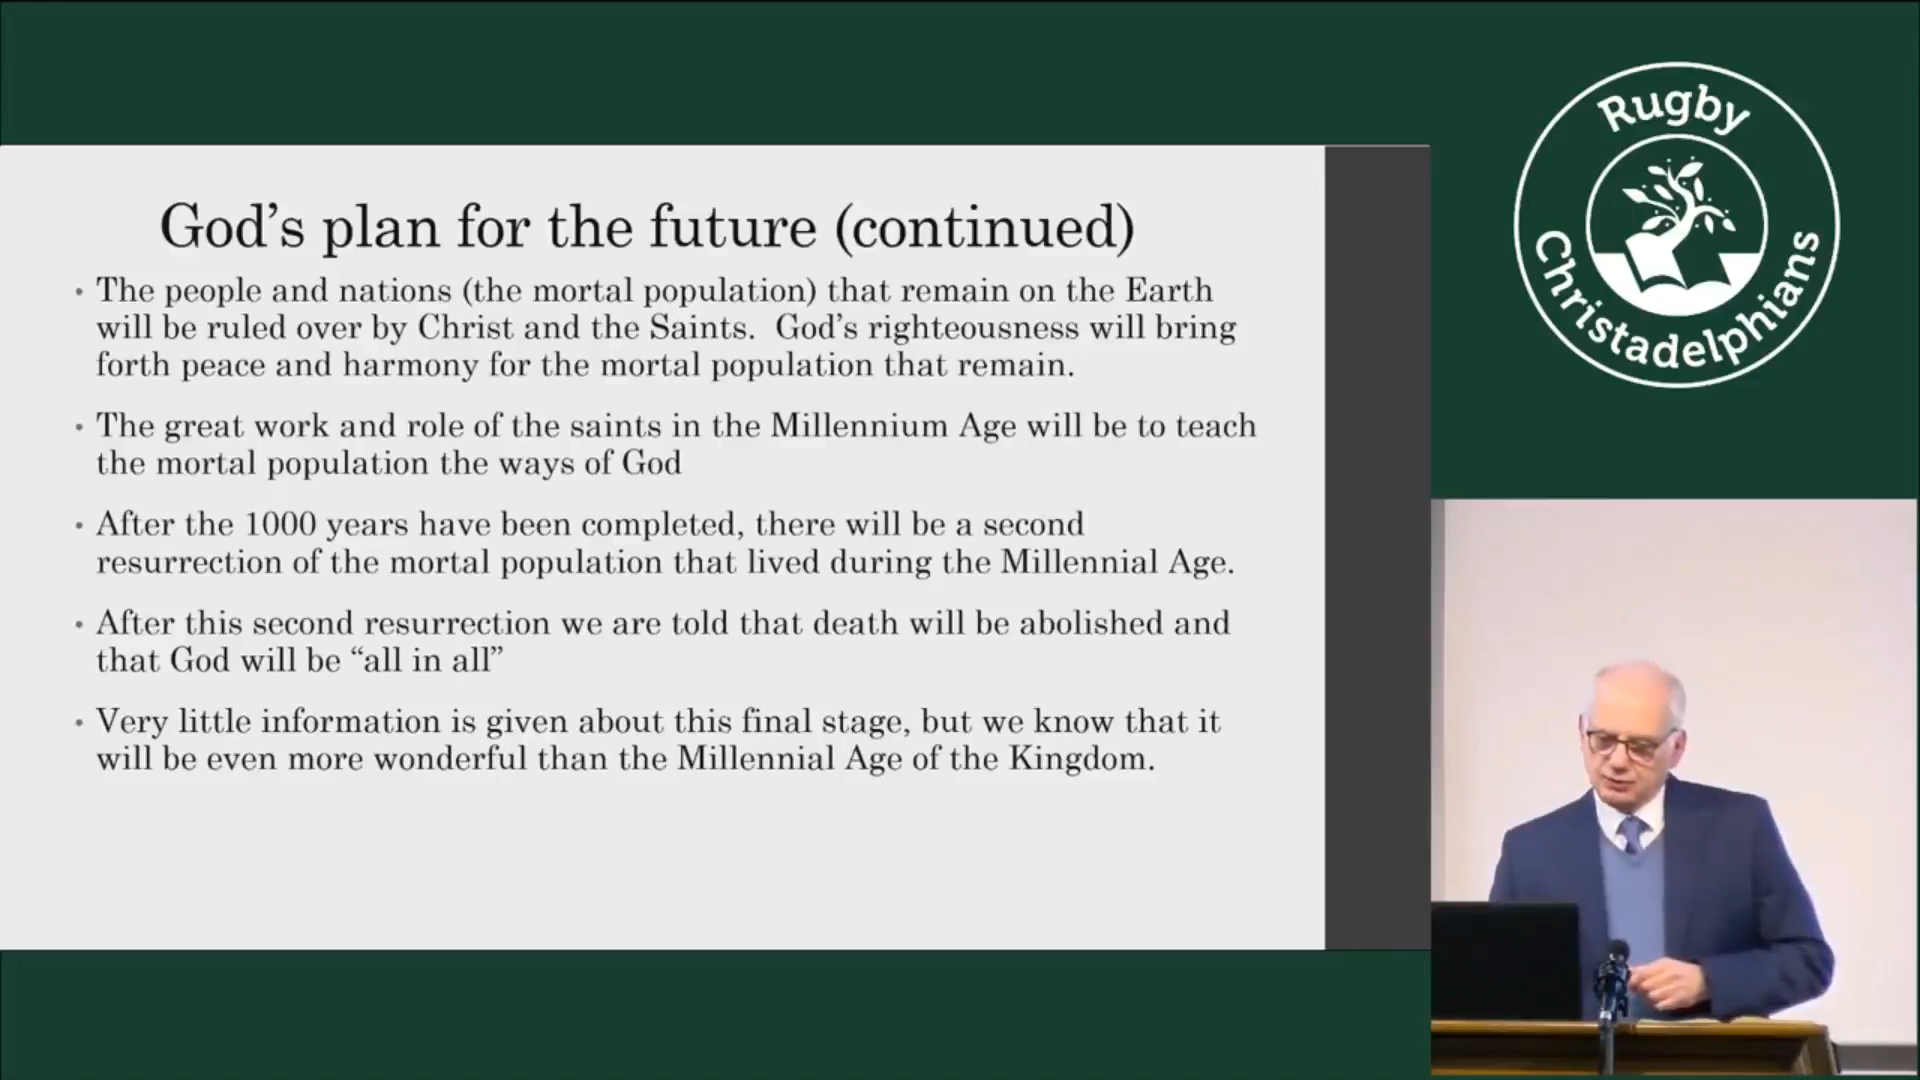 God's plan for the future (continued)
• The people and nations (the mortal population) that remain on the Earth
will be ruled over by Christ and the Saints.  God's righteousness will bring
forth peace and harmony for the mortal population that remain.
• The great work and role of the saints in the Millennium Age will be to teach
the mortal population the ways of God
• After the 1000 years have been completed, there will be a second
resurrection of the mortal population that lived during the Millennial Age.
• After this second resurrection we are told that death will be abolished and
that God will be “all in all”
• Very little information is given about this final stage, but we know that it
will be even more wonderful than the Millennial Age of the Kingdom.
Rugby
Christadelphians